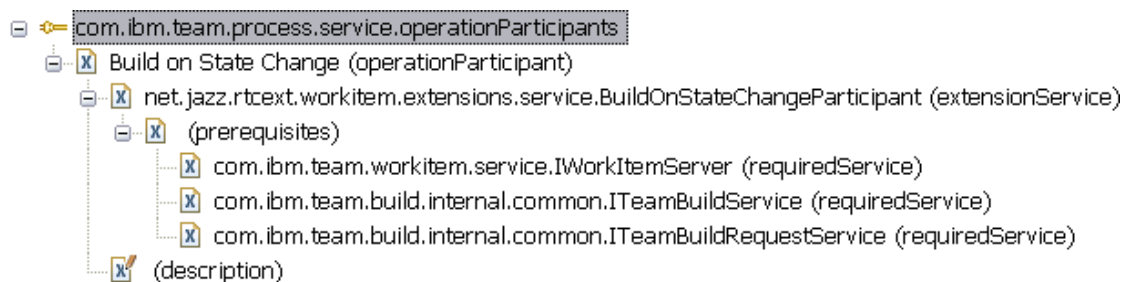 com.ibm.team.process.service.operationParticipants
Build on State Change (operationParticipant)
net.jazz.rtcext.workitem.extensions.service.BuildOnStateChangeParticipant (extensionService)
(prerequisites)
com.ibm.team.workitem.service.IWorkItemServer (requiredService)
com.ibm.team.build.internal.common.ITeamBuildService (requiredService)
com.ibm.team.build.internal.common.ITeamBuildRequestService (requiredService)
(description)